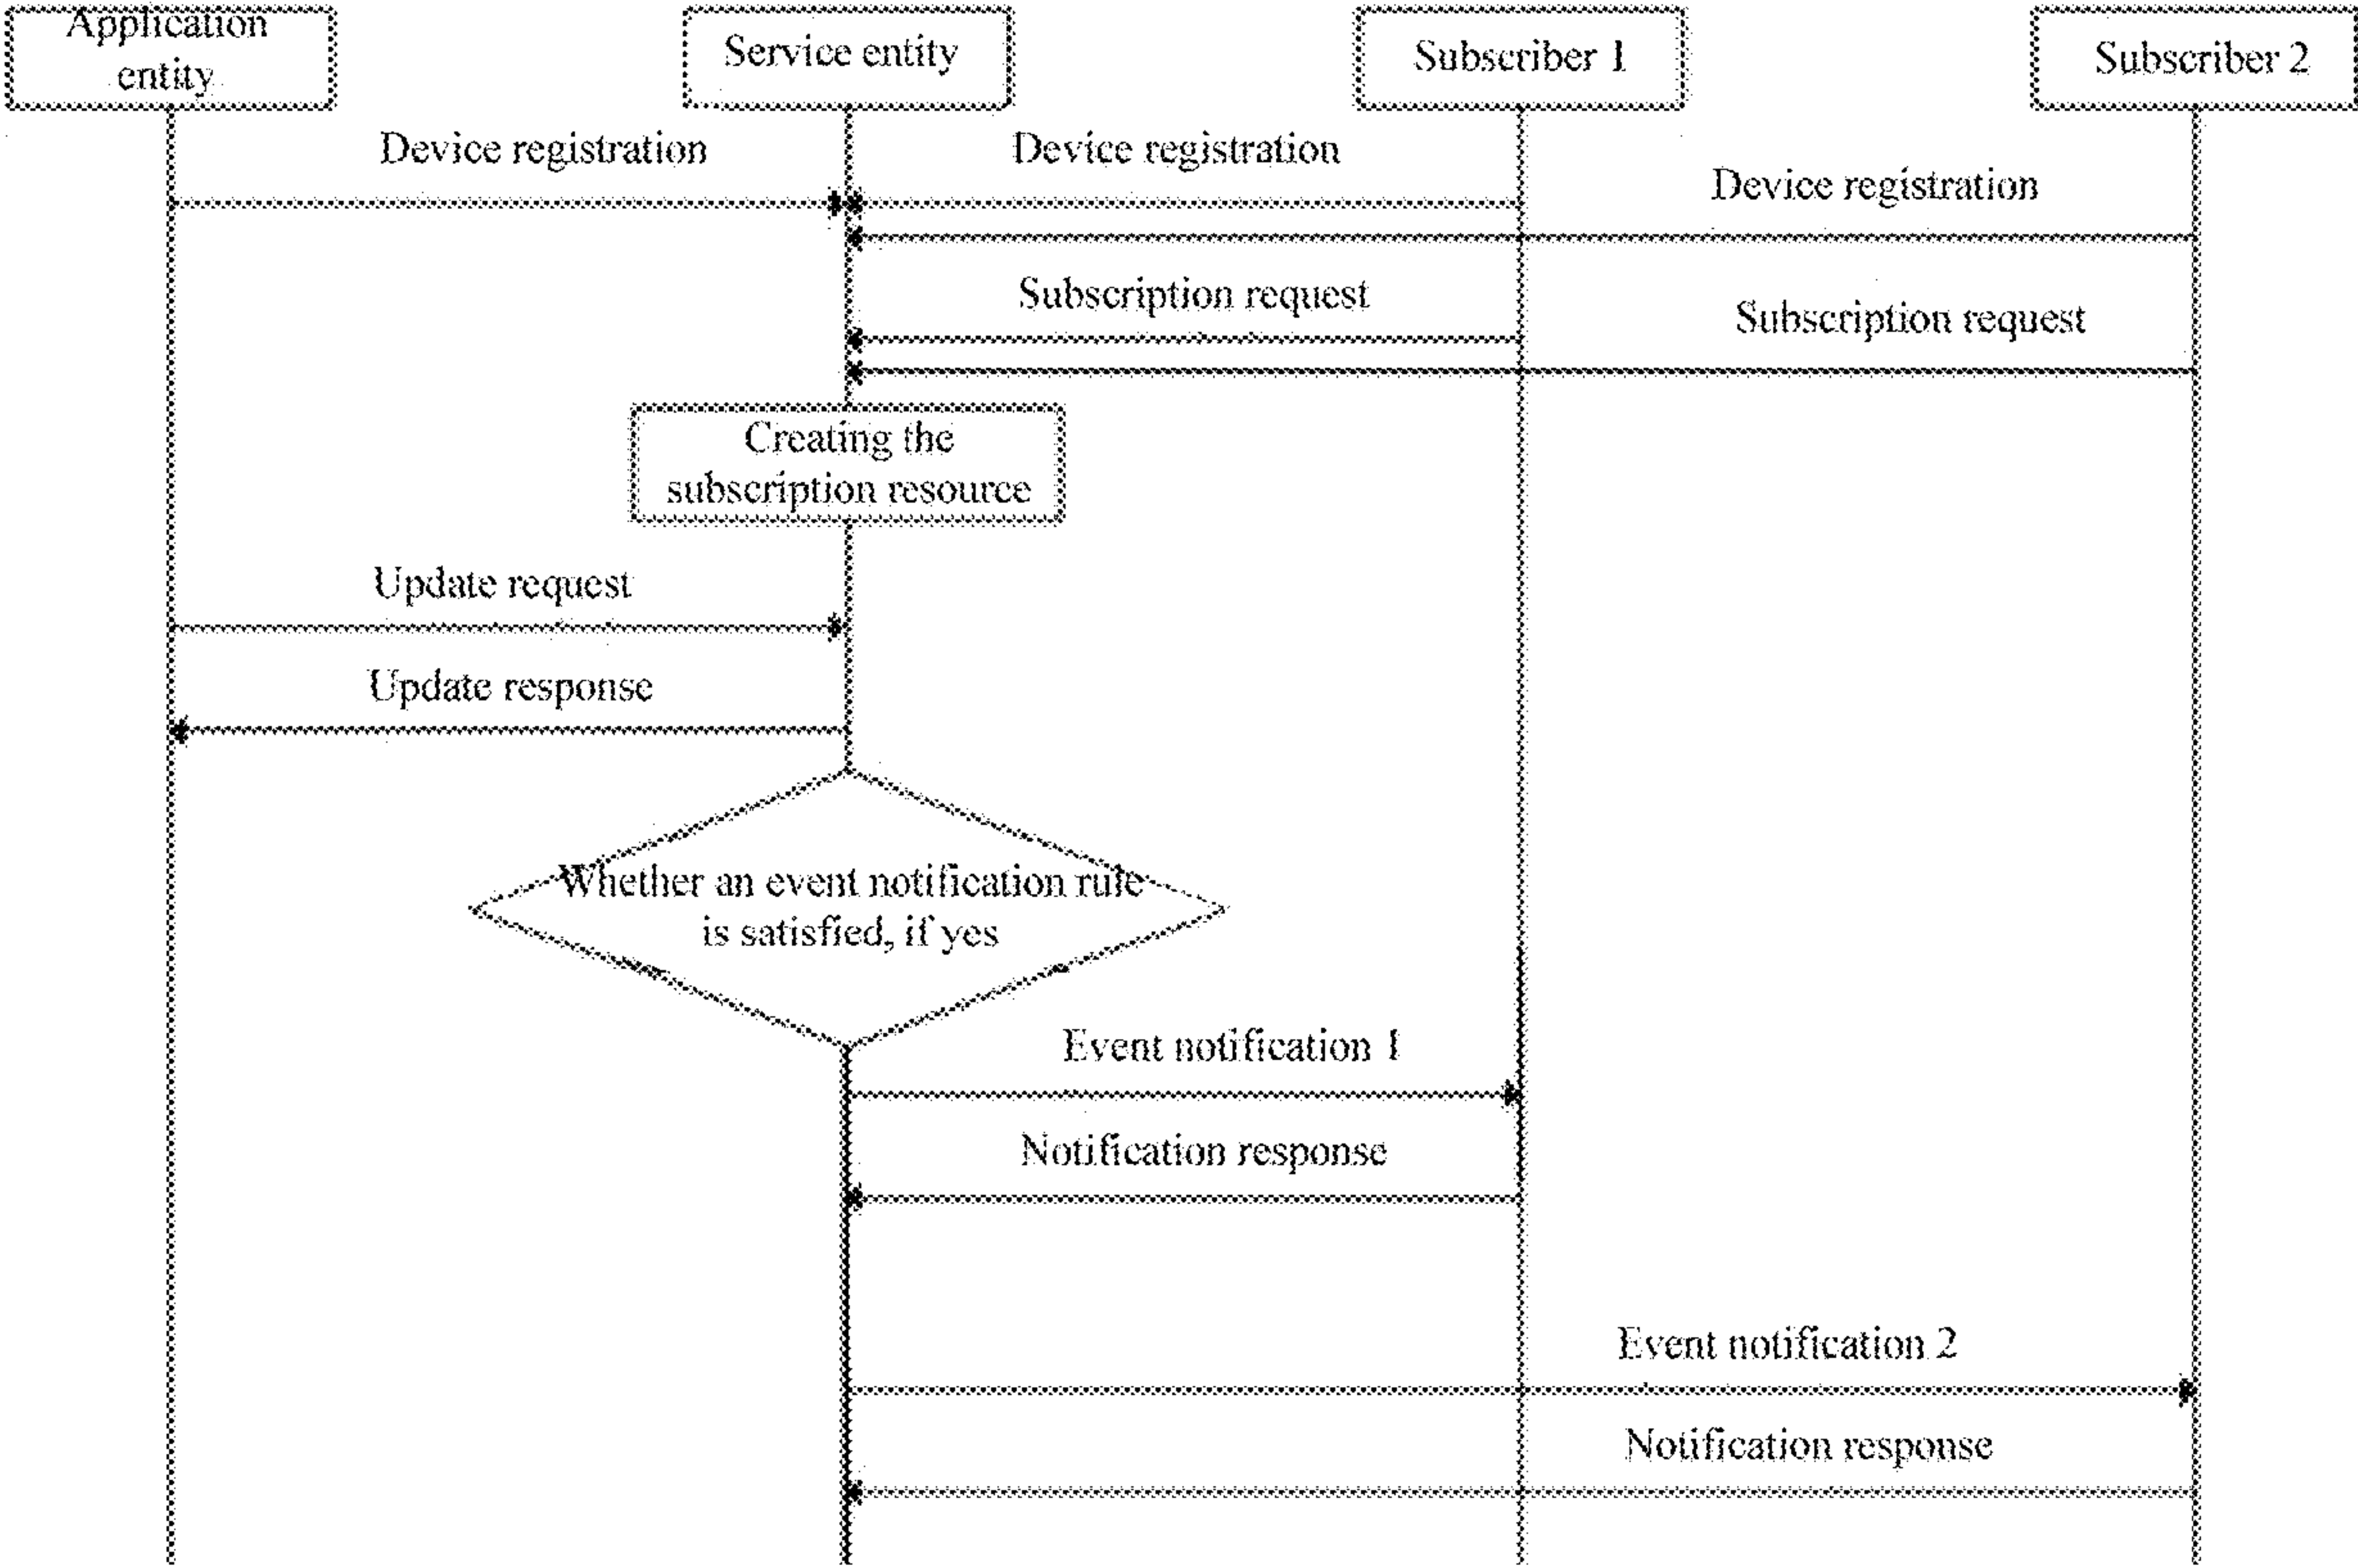 Application
entity
Service entity
Subscriber 1
Subscriber 2
Device registration
Device registration
Device registration
Subscription request
Subscription request
Creating the
subscription resource
Update request
Update response
Whether an event notification rule
is satisfied, if yes
Event notification 1
Notification response
Event notification 2
Notification response